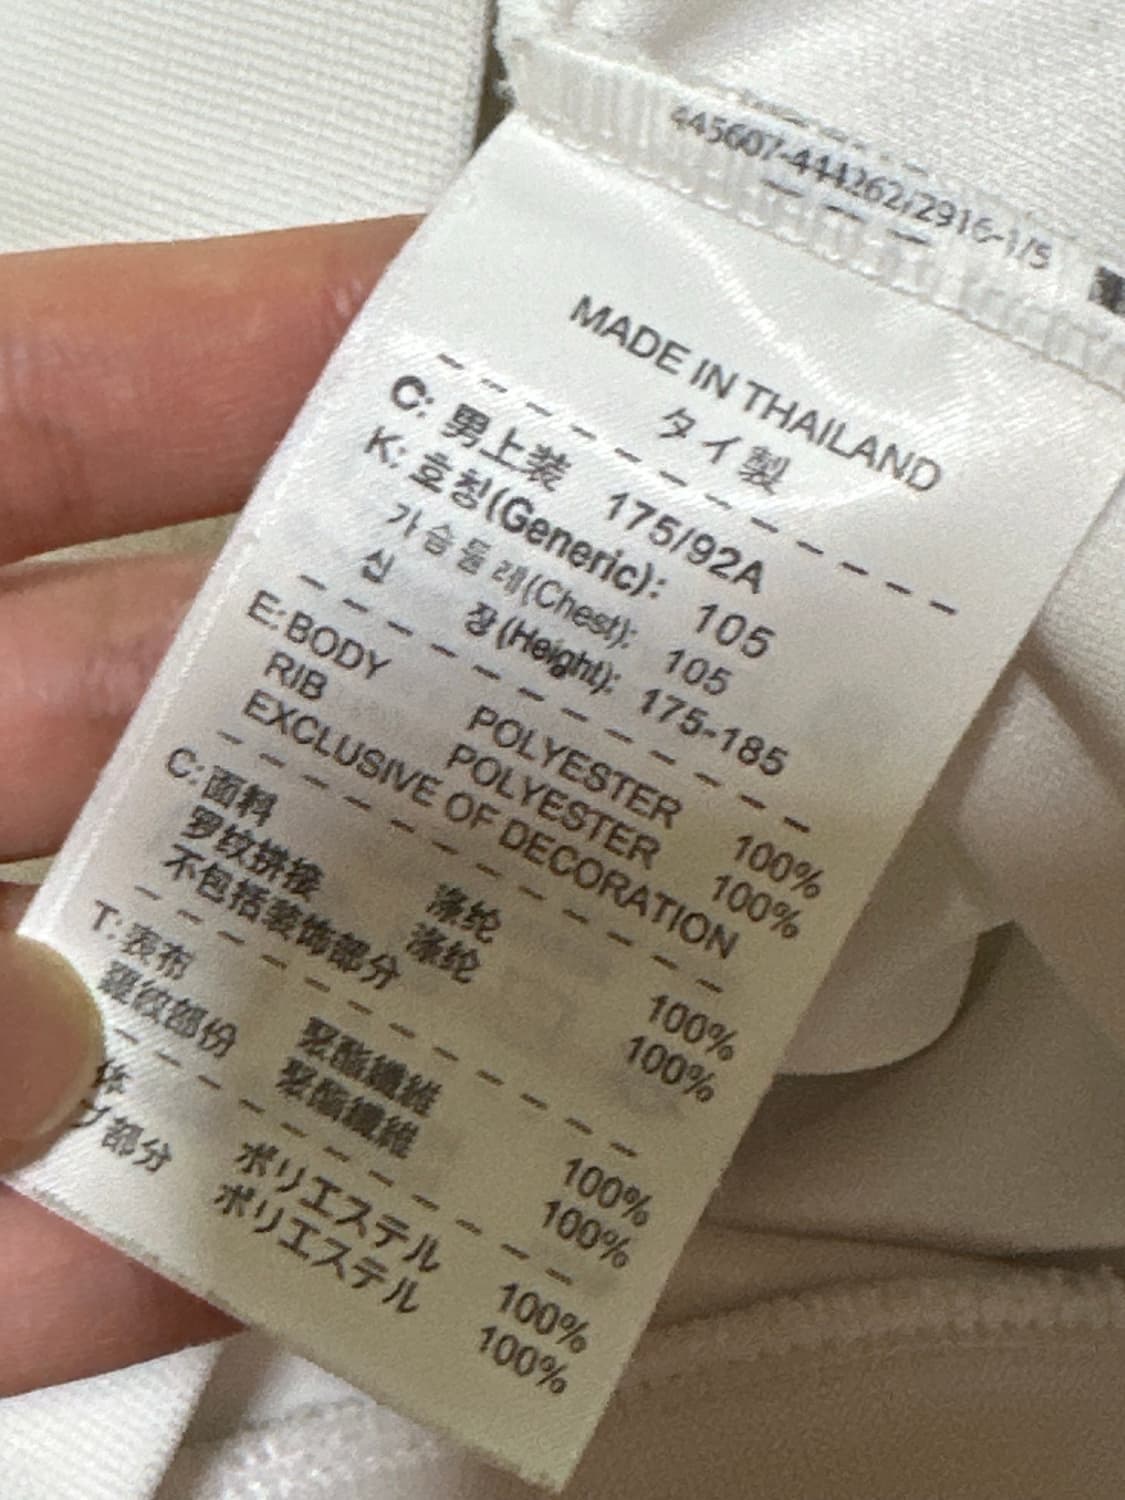 445607-444262/2916-1/5
MADE IN THAILAND
タイ製
C: 男上装 175/92A
K: 호칭(Generic): 105
가슴둘레(Chest): 105
신 장(Height): 175-185
E: BODY POLYESTER 100%
RIB POLYESTER 100%
EXCLUSIVE OF DECORATION
C: 面料 涤纶 100%
罗纹拼接 涤纶 100%
不包括装饰部分
T: 表布 聚酯纖維 100%
羅紋部份 聚酯纖維 100%
体 ポリエステル 100%
ブ部分 ポリエステル 100%